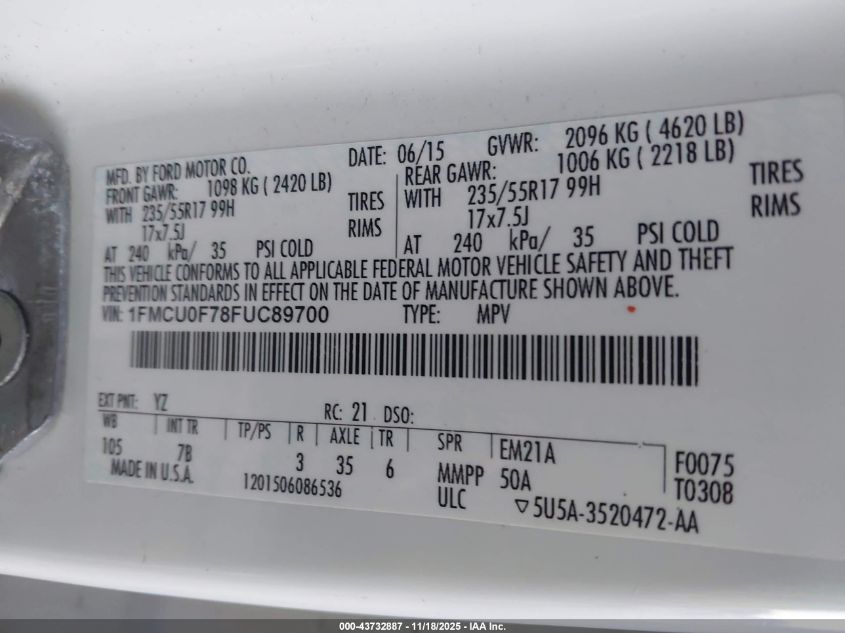 MFD. BY FORD MOTOR CO.
DATE: 06/15 GVWR: 2096 KG ( 4620 LB)
FRONT GAWR: 1098 KG ( 2420 LB)
REAR GAWR: 1006 KG ( 2218 LB)
WITH 235/55R17 99H TIRES
WITH 235/55R17 99H TIRES
17x7.5J RIMS
17x7.5J RIMS
AT 240 kPa/ 35 PSI COLD
AT 240 kPa/ 35 PSI COLD
THIS VEHICLE CONFORMS TO ALL APPLICABLE FEDERAL MOTOR VEHICLE SAFETY AND THEFT
PREVENTION STANDARDS IN EFFECT ON THE DATE OF MANUFACTURE SHOWN ABOVE.
VIN: 1FMCU0F78FUC89700 TYPE: MPV
EXT PNT: YZ RC: 21 DSO:
WB INT TR TP/PS R AXLE TR SPR EM21A F0075
105 7B 3 35 6 MMPP 50A T0308
MADE IN U.S.A. 1201506086536 ULC ▽5U5A-3520472-AA
000-43732887 - 11/18/2025 - IAA Inc.